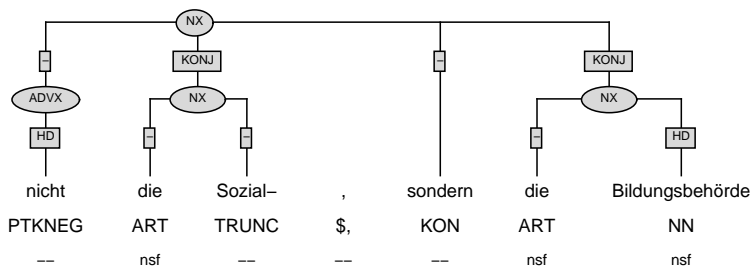 NX
– KONJ – KONJ
ADVX NX NX
HD – – – HD
nicht die Sozial– , sondern die Bildungsbehörde
PTKNEG ART TRUNC $, KON ART NN
–– nsf –– –– –– nsf nsf